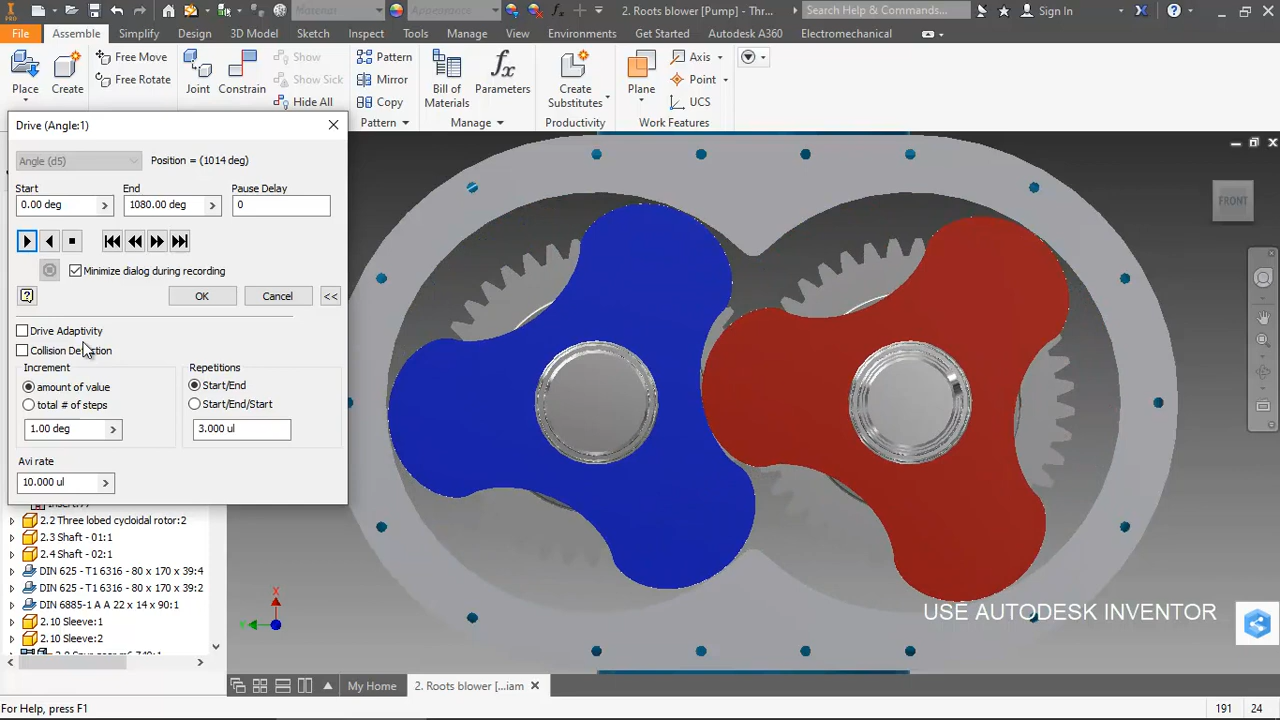 PRO
Material
Appearance
2. Roots blower [Pump] - Thr...
Search Help & Commands...
Sign In
File
Assemble
Simplify
Design
3D Model
Sketch
Inspect
Tools
Manage
View
Environments
Get Started
Autodesk A360
Electromechanical
Place
Create
Free Move
Free Rotate
Joint
Constrain
Show
Show Sick
Hide All
Pattern
Mirror
Copy
Pattern
Bill of
Materials
fx
Parameters
Manage
Create
Substitutes
Productivity
Plane
Axis
Point
UCS
Work Features
Drive (Angle:1)
Angle (d5)
Position = (1014 deg)
Start
End
Pause Delay
0.00 deg
1080.00 deg
0
Minimize dialog during recording
OK
Cancel
<<
Drive Adaptivity
Collision Detection
Increment
amount of value
total # of steps
1.00 deg
Repetitions
Start/End
Start/End/Start
3.000 ul
Avi rate
10.000 ul
2.2 Three lobed cycloidal rotor:2
2.3 Shaft - 01:1
2.4 Shaft - 02:1
DIN 625 - T1 6316 - 80 x 170 x 39:4
DIN 625 - T1 6316 - 80 x 170 x 39:2
DIN 6885-1 A A 22 x 14 x 90:1
2.10 Sleeve:1
2.10 Sleeve:2
FRONT
X
USE AUTODESK INVENTOR
My Home
2. Roots blower [...iam
For Help, press F1
191
24